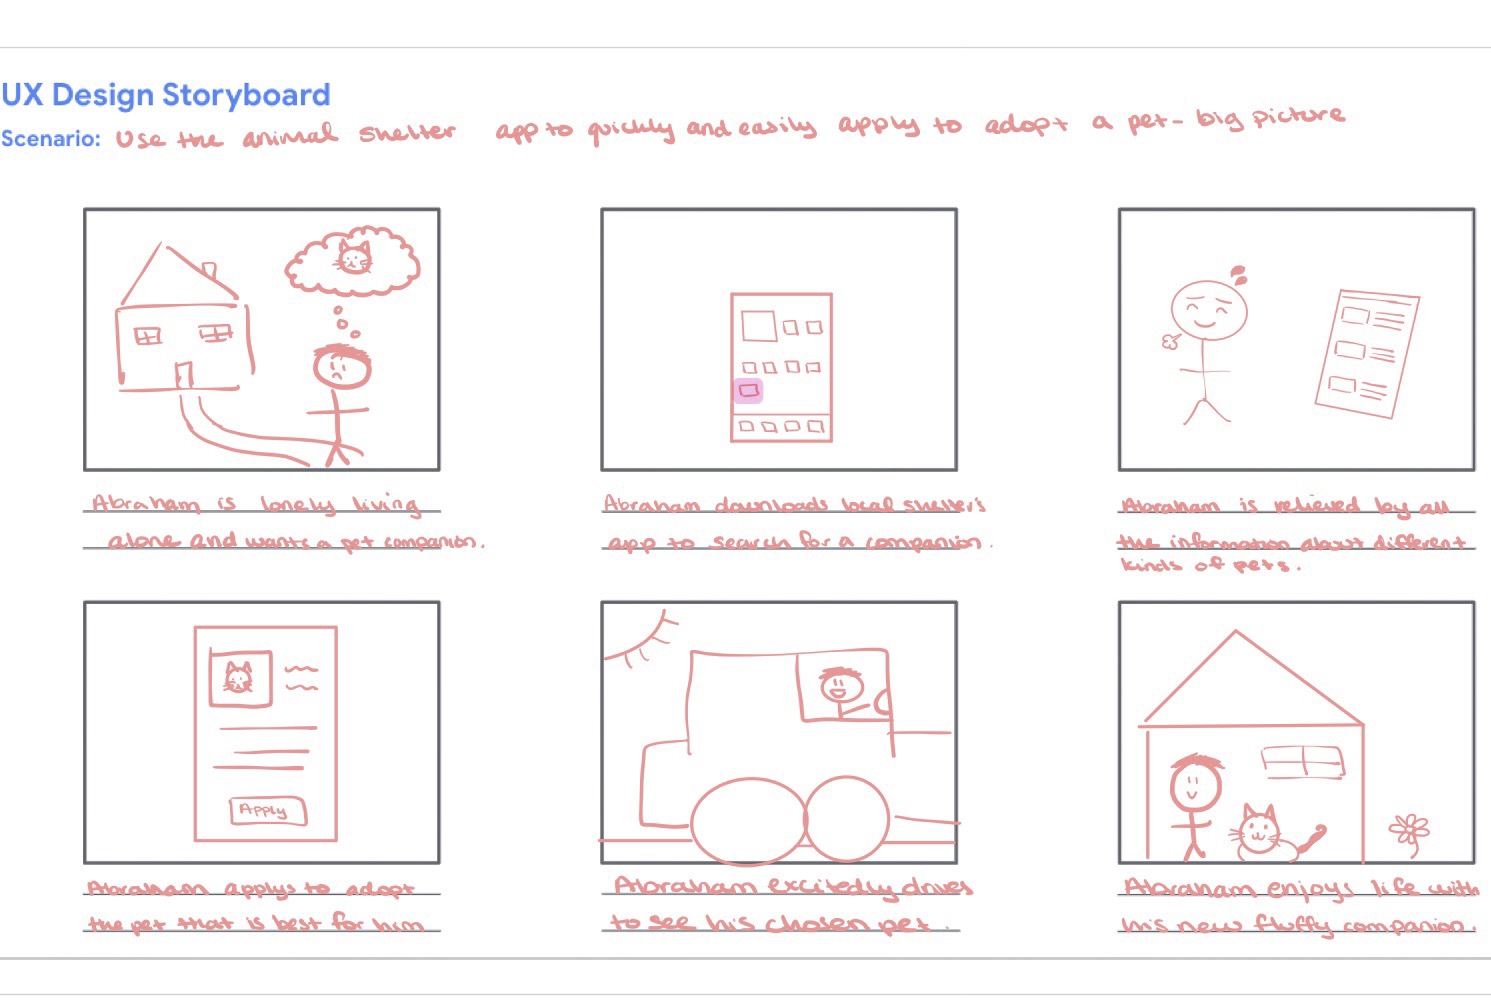 UX Design Storyboard
Scenario: Use the animal shelter app to quickly and easily apply to adopt a pet- big picture
Abraham is lonely living
alone and wants a pet companion.
Abraham downloads local shelter's
app to search for a companion.
Abraham is relieved by all
the information about different
kinds of pets.
Apply
Abraham applys to adopt
the pet that is best for him
Abraham excitedly drives
to see his chosen pet.
Abraham enjoys life with
his new fluffy companion.